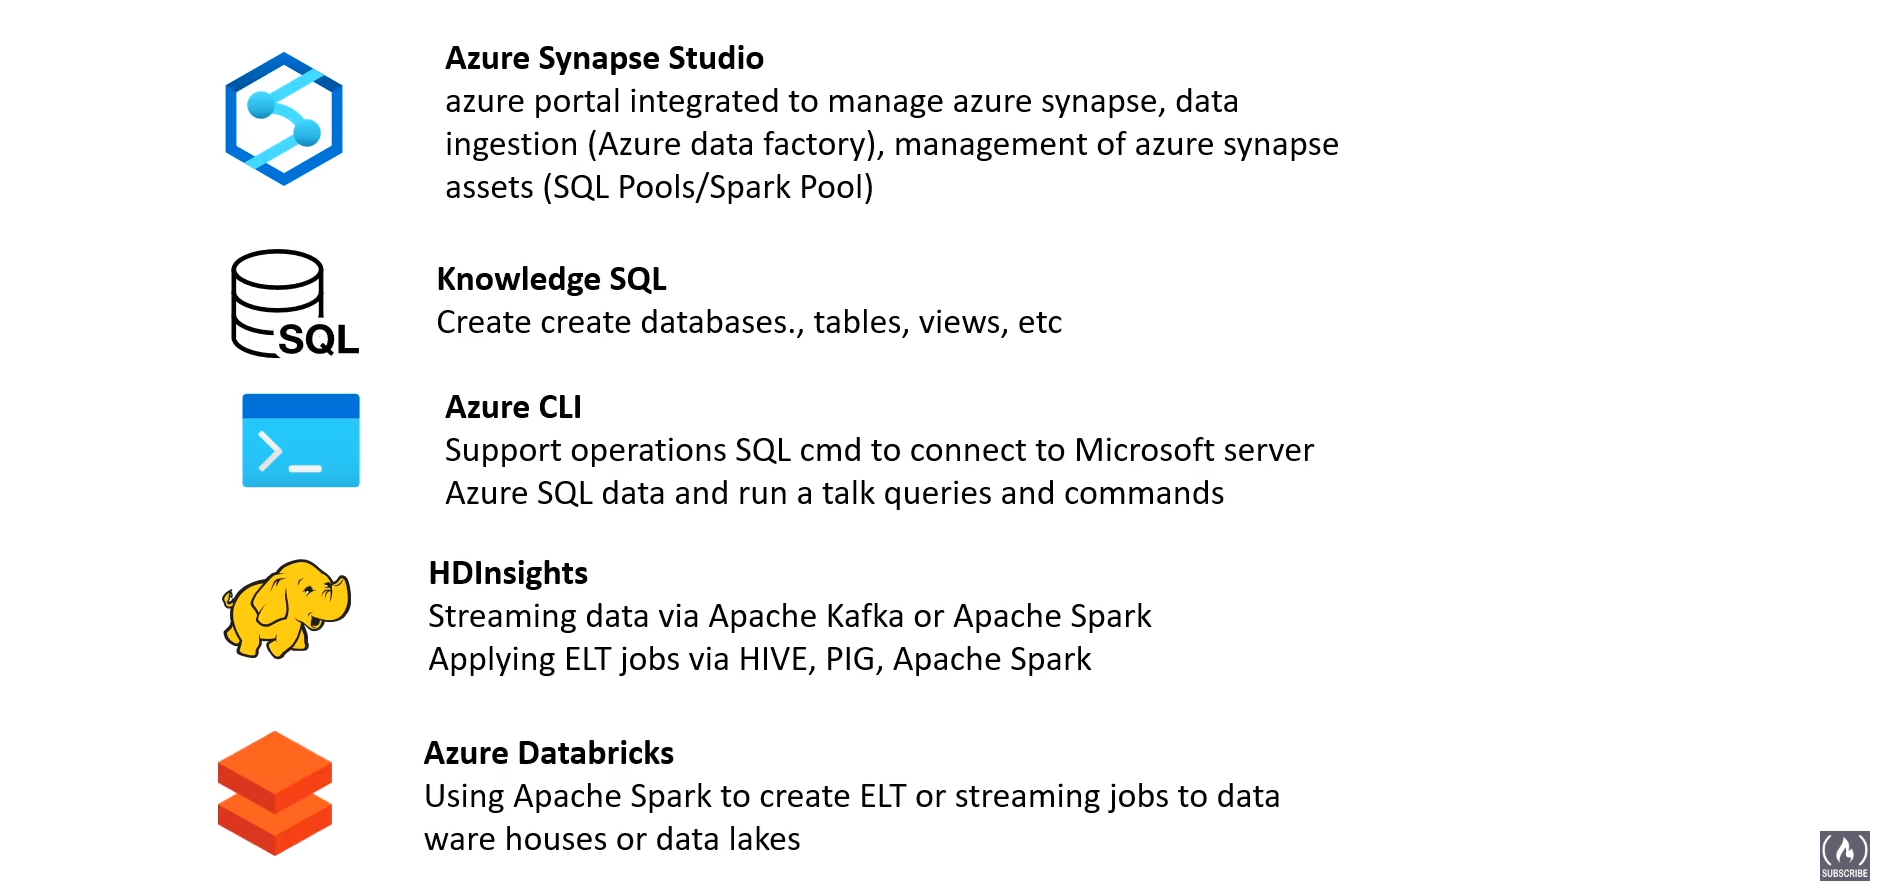 Azure Synapse Studio
azure portal integrated to manage azure synapse, data
ingestion (Azure data factory), management of azure synapse
assets (SQL Pools/Spark Pool)
SQL
Knowledge SQL
Create create databases., tables, views, etc
Azure CLI
Support operations SQL cmd to connect to Microsoft server
Azure SQL data and run a talk queries and commands
HDInsights
Streaming data via Apache Kafka or Apache Spark
Applying ELT jobs via HIVE, PIG, Apache Spark
Azure Databricks
Using Apache Spark to create ELT or streaming jobs to data
ware houses or data lakes
SUBSCRIBE